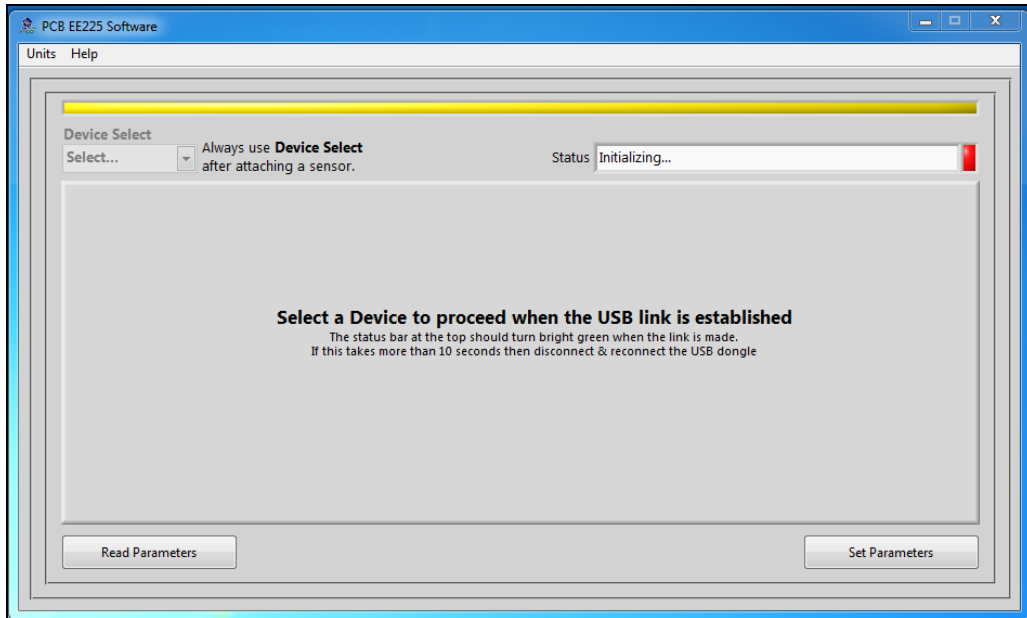 PCB EE225 Software
Units Help
Device Select
Select...
Always use Device Select
after attaching a sensor.
Status Initializing...
Select a Device to proceed when the USB link is established
The status bar at the top should turn bright green when the link is made.
If this takes more than 10 seconds then disconnect & reconnect the USB dongle
Read Parameters
Set Parameters